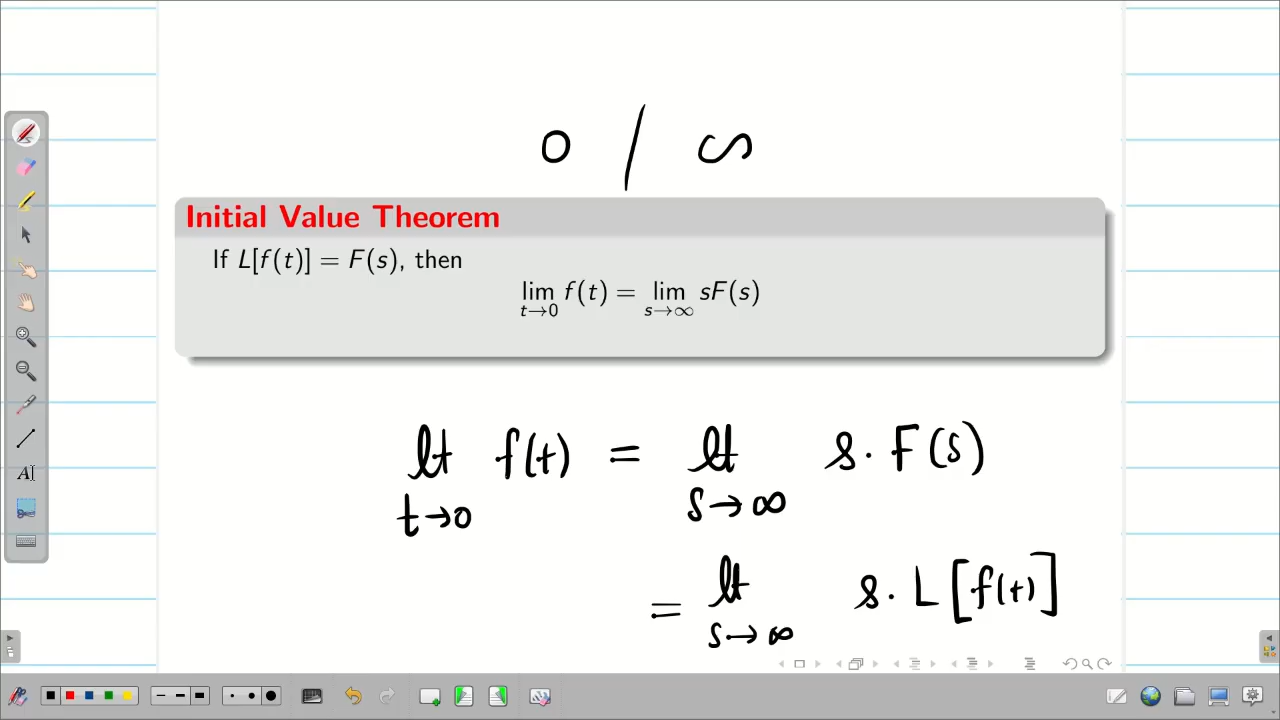 0 / ∞
Initial Value Theorem
If L[f(t)] = F(s), then
lim t→0 f(t) = lim s→∞ sF(s)
lt t→0 f(t) = lt s→∞ s. F(s)
= lt s→∞ s. L[f(t)]